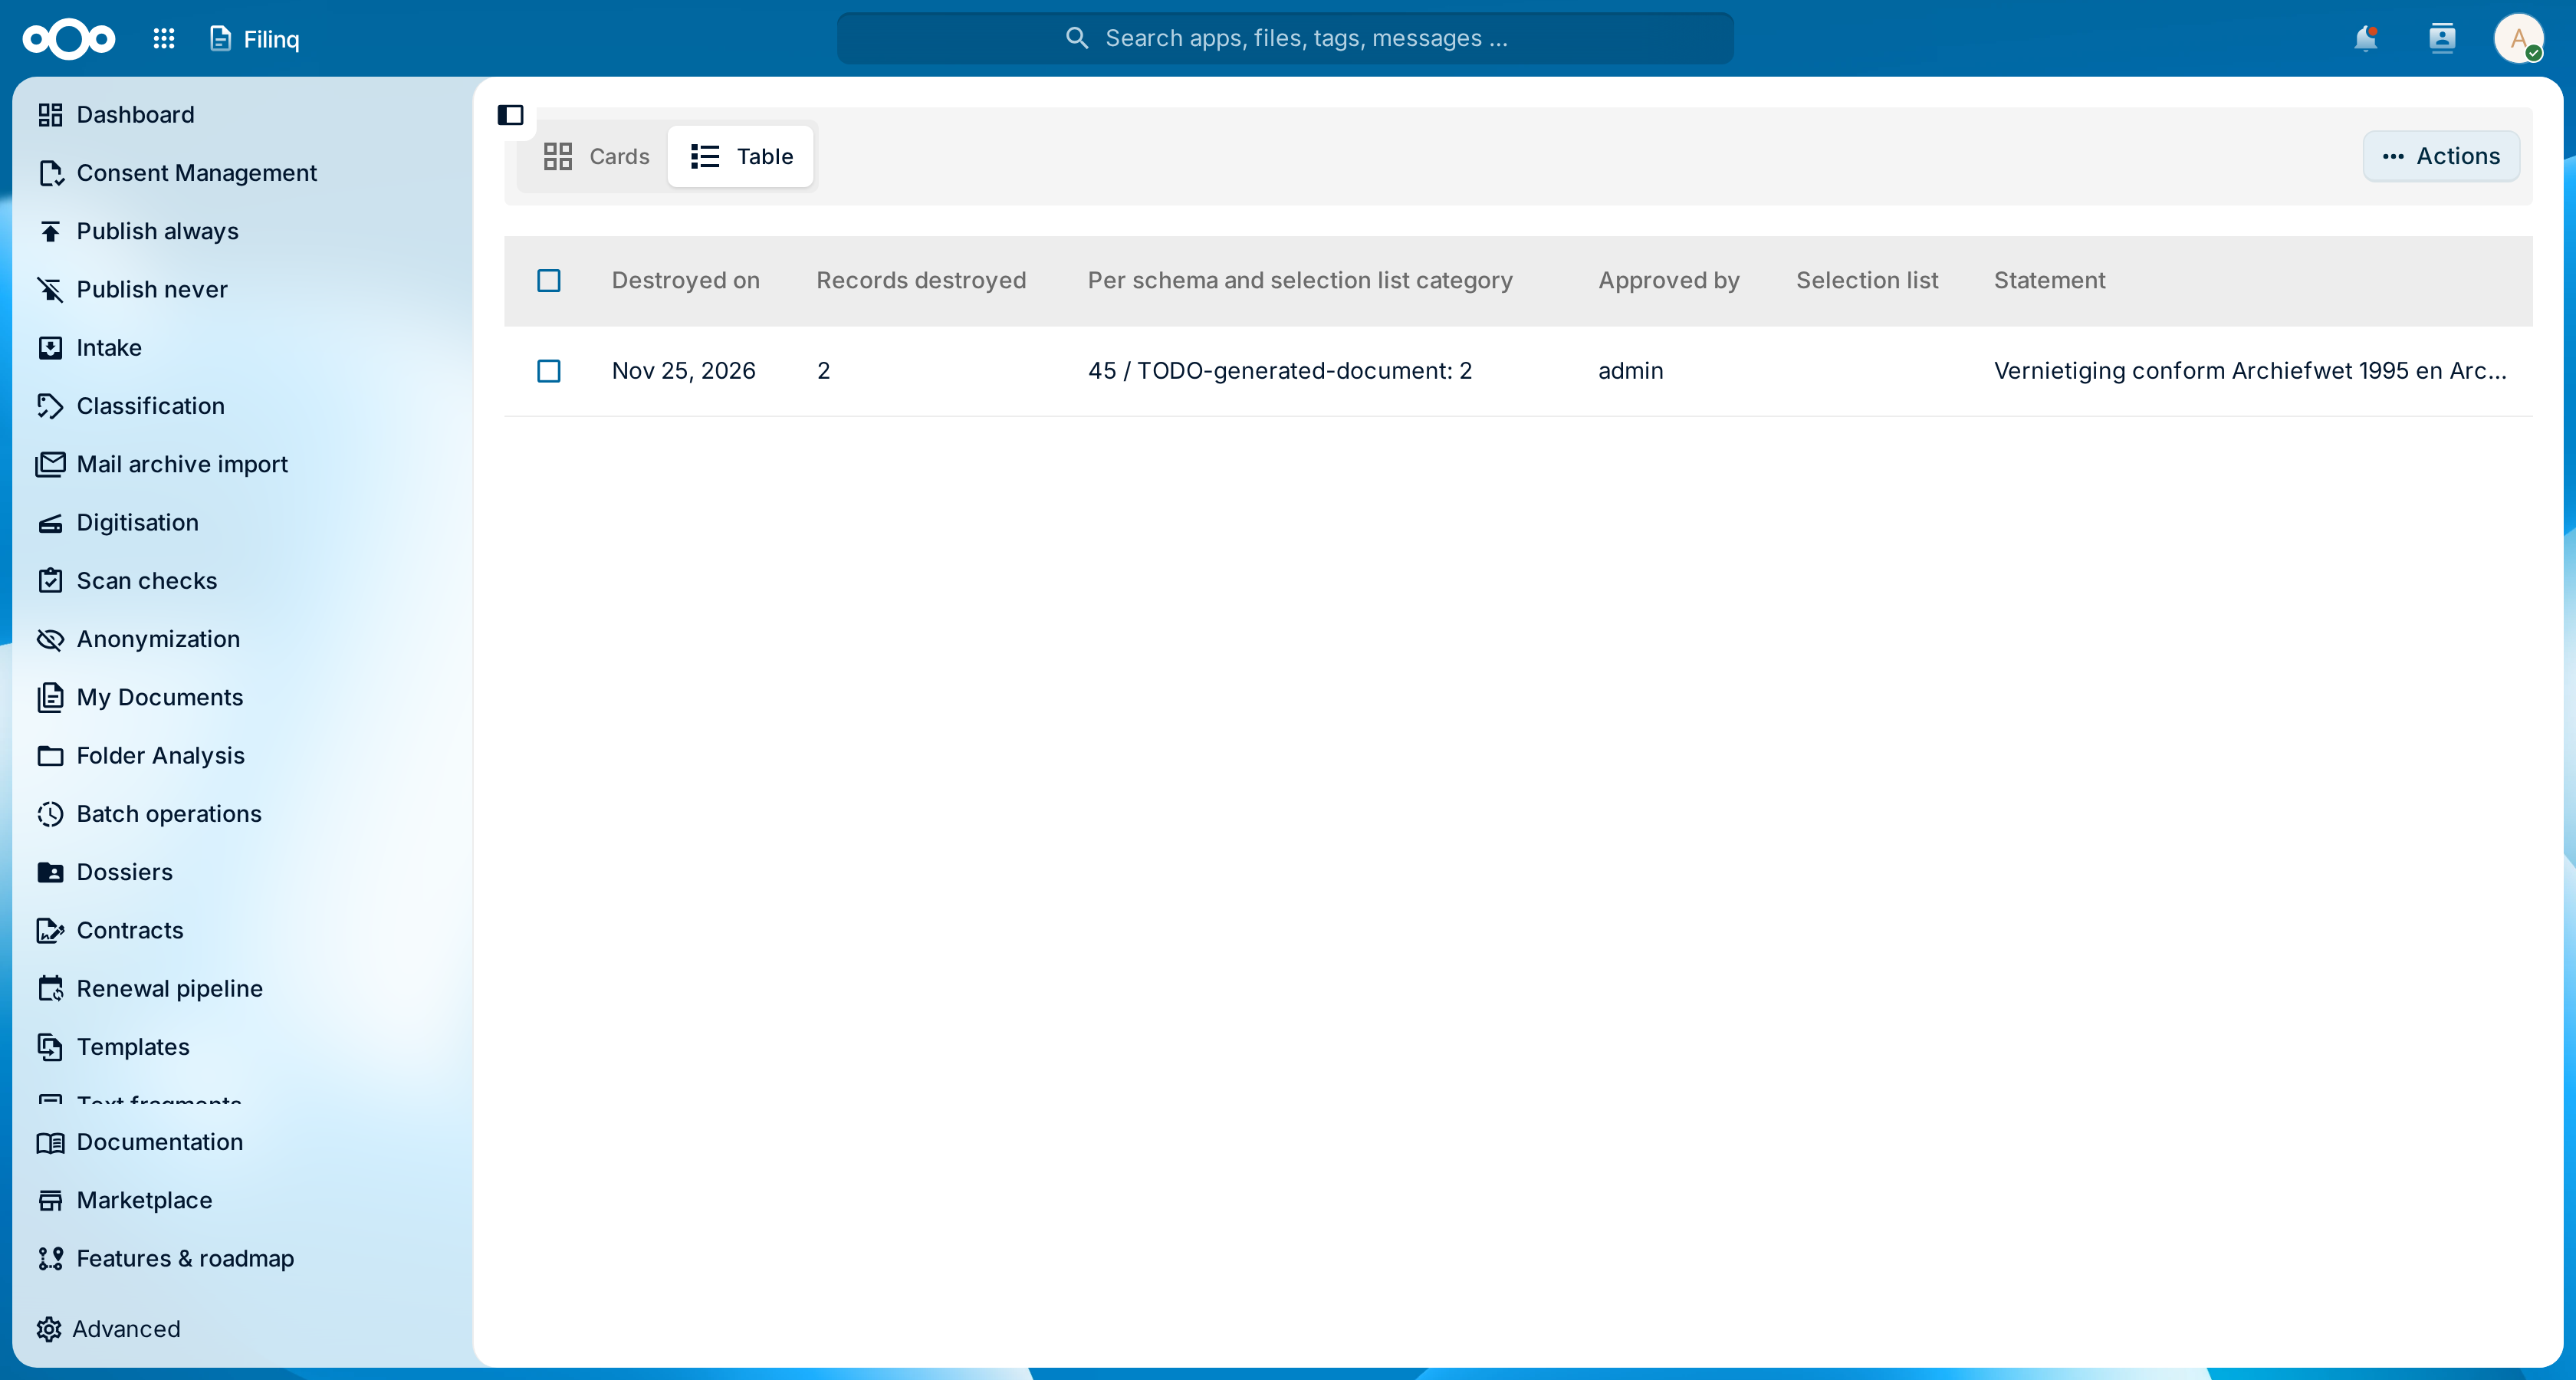 Filinq
Search apps, files, tags, messages ...
A
Dashboard
Consent Management
Publish always
Publish never
Intake
Classification
Mail archive import
Digitisation
Scan checks
Anonymization
My Documents
Folder Analysis
Batch operations
Dossiers
Contracts
Renewal pipeline
Templates
Text fragments
Documentation
Marketplace
Features & roadmap
Advanced
Cards
Table
Actions
Destroyed on Records destroyed Per schema and selection list category Approved by Selection list Statement
Nov 25, 2026 2 45 / TODO-generated-document: 2 admin Vernietiging conform Archiefwet 1995 en Arc...